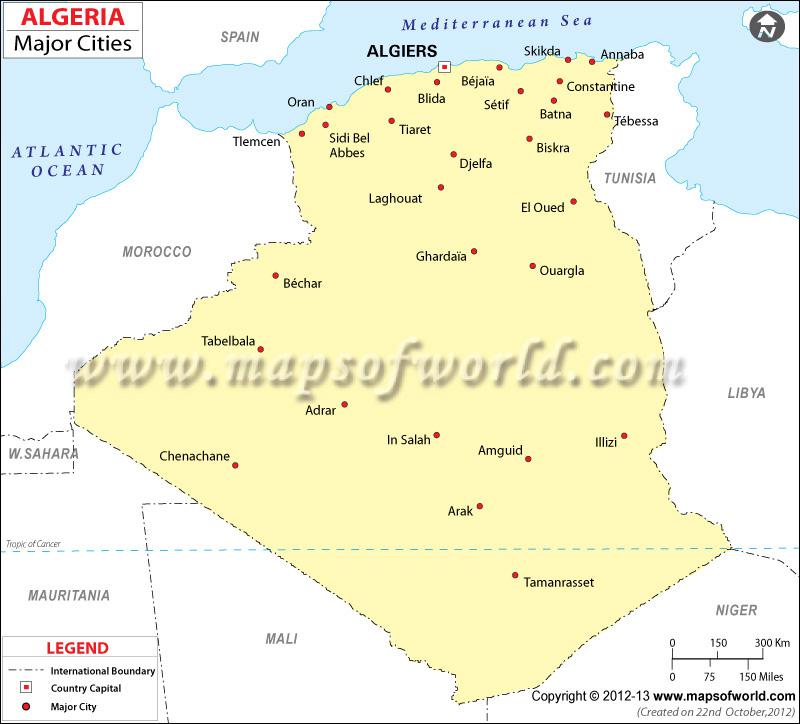 ALGERIA
Major Cities
SPAIN
Mediterranean Sea
N
ALGIERS
Skikda
Annaba
Chlef
Blida
Béjaïa
Constantine
Oran
Sétif
Batna
Tébessa
Tlemcen
Sidi Bel
Abbes
Tiaret
Biskra
ATLANTIC
OCEAN
Djelfa
TUNISIA
Laghouat
El Oued
MOROCCO
Ghardaïa
Ouargla
Béchar
Tabelbala
www.mapsofworld.com
LIBYA
Adrar
In Salah
Illizi
W.SAHARA
Chenachane
Amguid
Arak
Tropic of Cancer
Tamanrasset
MAURITANIA
NIGER
MALI
LEGEND
International Boundary
Country Capital
Major City
0 150 300 Km
0 75 150 Miles
Copyright © 2012-13 www.mapsofworld.com
(Created on 22nd October,2012)